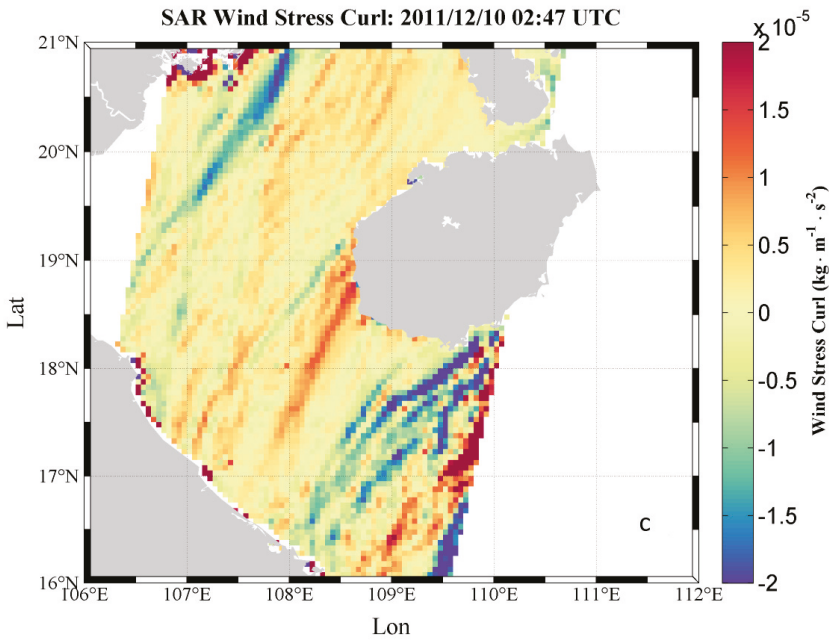 SAR Wind Stress Curl: 2011/12/10 02:47 UTC
x 10-5
21°N
20°N
19°N
18°N
17°N
16°N
Lat
106°E
107°E
108°E
109°E
110°E
111°E
112°E
Lon
c
2
1.5
1
0.5
0
-0.5
-1
-1.5
-2
Wind Stress Curl (kg · m-1 · s-2)